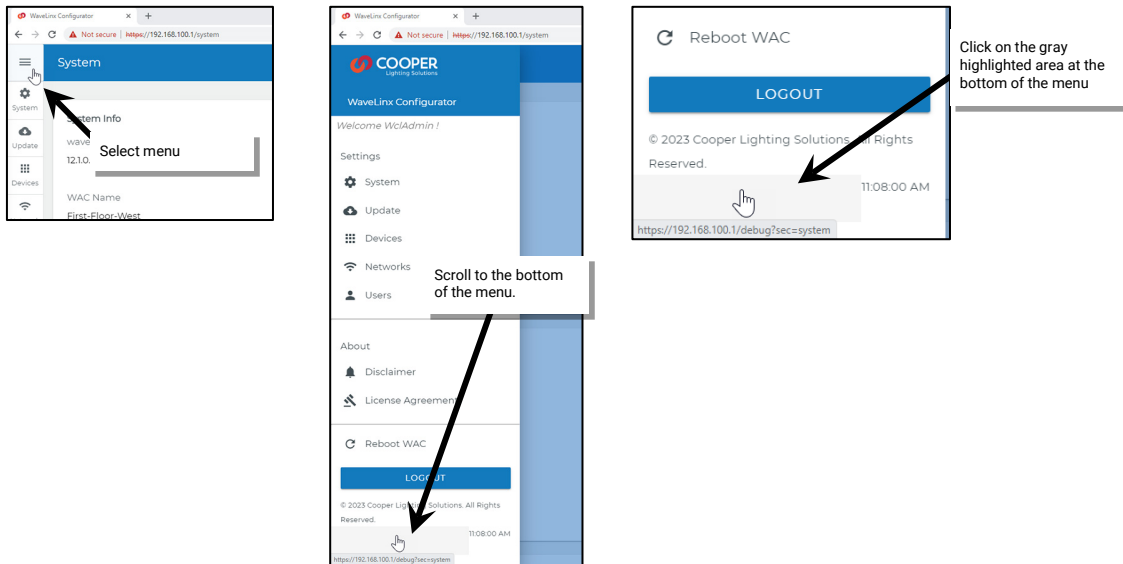 WaveLinx Configurator
Not secure | https://192.168.100.1/system
System
System
System Info
Update
12.1.0.
Select menu
Devices
WAC Name
First-Floor-West
WaveLinx Configurator
Not secure | https://192.168.100.1/system
COOPER
Lighting Solutions
WaveLinx Configurator
Welcome WclAdmin !
Settings
System
Update
Devices
Networks
Users
Scroll to the bottom
of the menu.
About
Disclaimer
License Agreement
Reboot WAC
LOGOUT
© 2023 Cooper Lighting Solutions. All Rights
Reserved.
11:08:00 AM
https://192.168.100.1/debug?sec=system
Reboot WAC
LOGOUT
© 2023 Cooper Lighting Solutions. All Rights
Reserved.
11:08:00 AM
https://192.168.100.1/debug?sec=system
Click on the gray
highlighted area at the
bottom of the menu